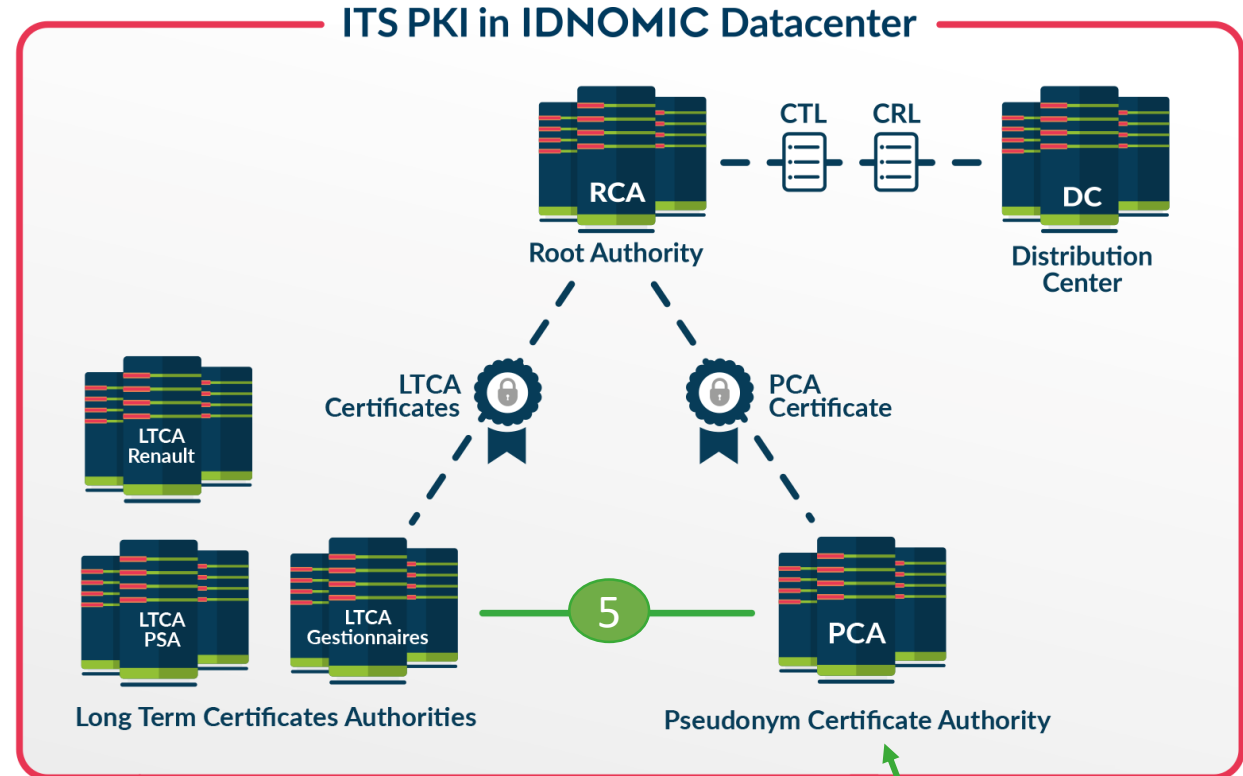 ITS PKI in IDNOMIC Datacenter
CTL
CRL
RCA
DC
Root Authority
Distribution
Center
LTCA
Certificates
PCA
Certificate
LTCA
Renault
LTCA
PSA
LTCA
Gestionnaires
5
PCA
Long Term Certificates Authorities
Pseudonym Certificate Authority